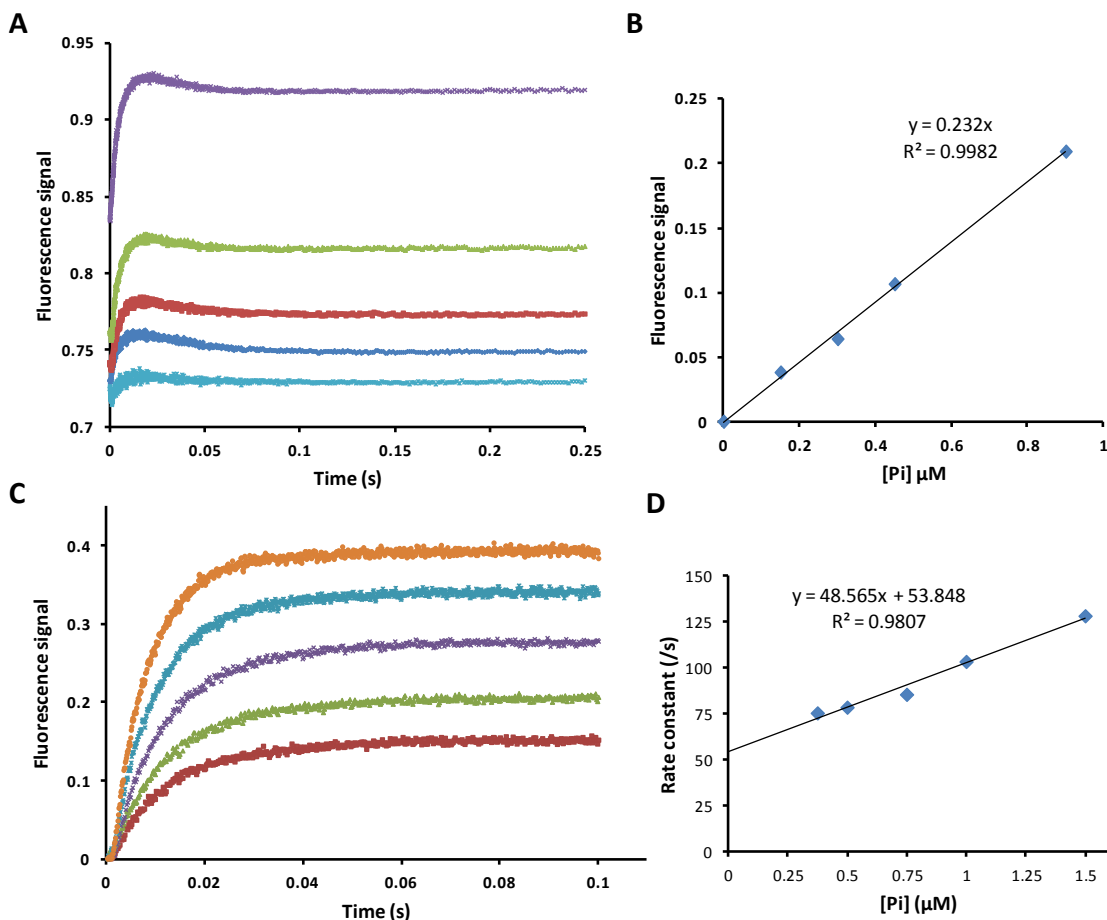 A
Fluorescence signal
0.95
0.9
0.85
0.8
0.75
0.7
0 0.05 0.1 0.15 0.2 0.25
Time (s)
B
Fluorescence signal
0.25
0.2
0.15
0.1
0.05
0
y = 0.232x
R² = 0.9982
0 0.2 0.4 0.6 0.8 1
[Pi] µM
C
Fluorescence signal
0.4
0.3
0.2
0.1
0
0 0.02 0.04 0.06 0.08 0.1
Time (s)
D
Rate constant (/s)
150
125
100
75
50
25
0
y = 48.565x + 53.848
R² = 0.9807
0 0.25 0.5 0.75 1 1.25 1.5
[Pi] (µM)